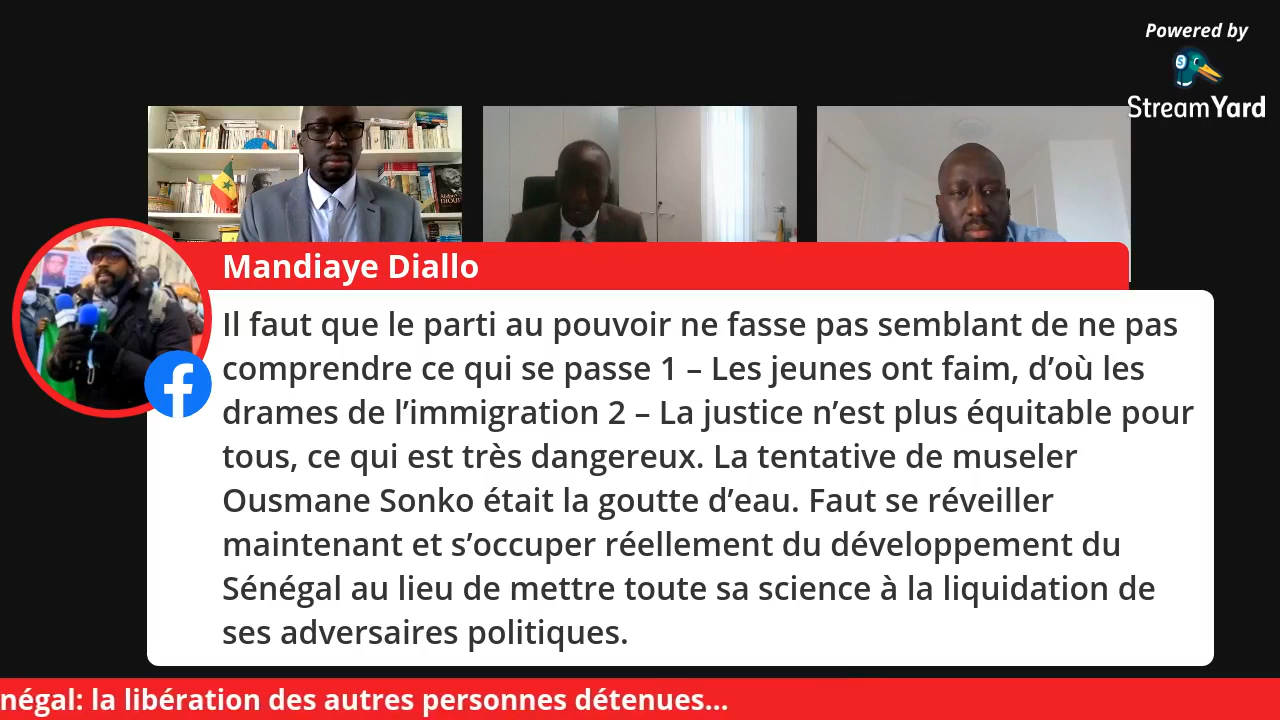 Powered by
StreamYard
Mandiaye Diallo
Il faut que le parti au pouvoir ne fasse pas semblant de ne pas
comprendre ce qui se passe 1 – Les jeunes ont faim, d’où les
drames de l’immigration 2 – La justice n’est plus équitable pour
tous, ce qui est très dangereux. La tentative de museler
Ousmane Sonko était la goutte d’eau. Faut se réveiller
maintenant et s’occuper réellement du développement du
Sénégal au lieu de mettre toute sa science à la liquidation de
ses adversaires politiques.
négal: la libération des autres personnes détenues...